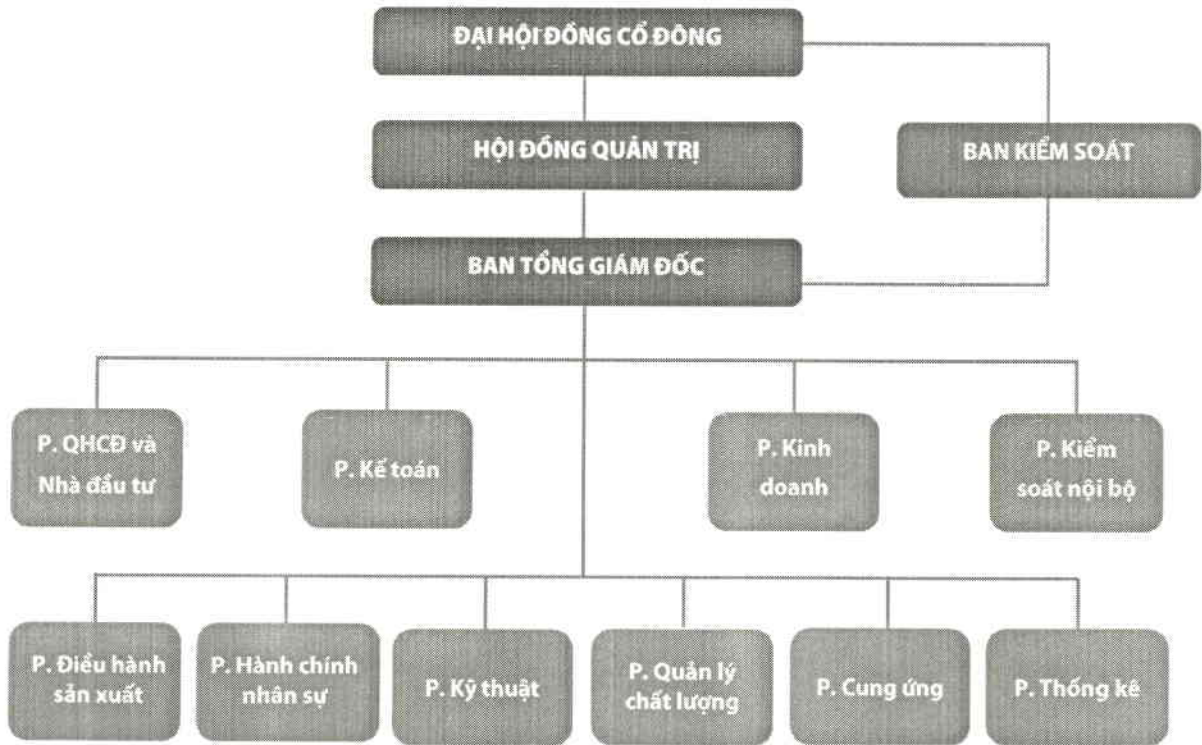 ĐẠI HỘI ĐỒNG CỔ ĐÔNG
HỘI ĐỒNG QUẢN TRỊ
BAN KIỂM SOÁT
BAN TỔNG GIÁM ĐỐC
P. QHCĐ và
Nhà đầu tư
P. Kế toán
P. Kinh
doanh
P. Kiểm
soát nội bộ
P. Điều hành
sản xuất
P. Hành chính
nhân sự
P. Kỹ thuật
P. Quản lý
chất lượng
P. Cung ứng
P. Thống kê